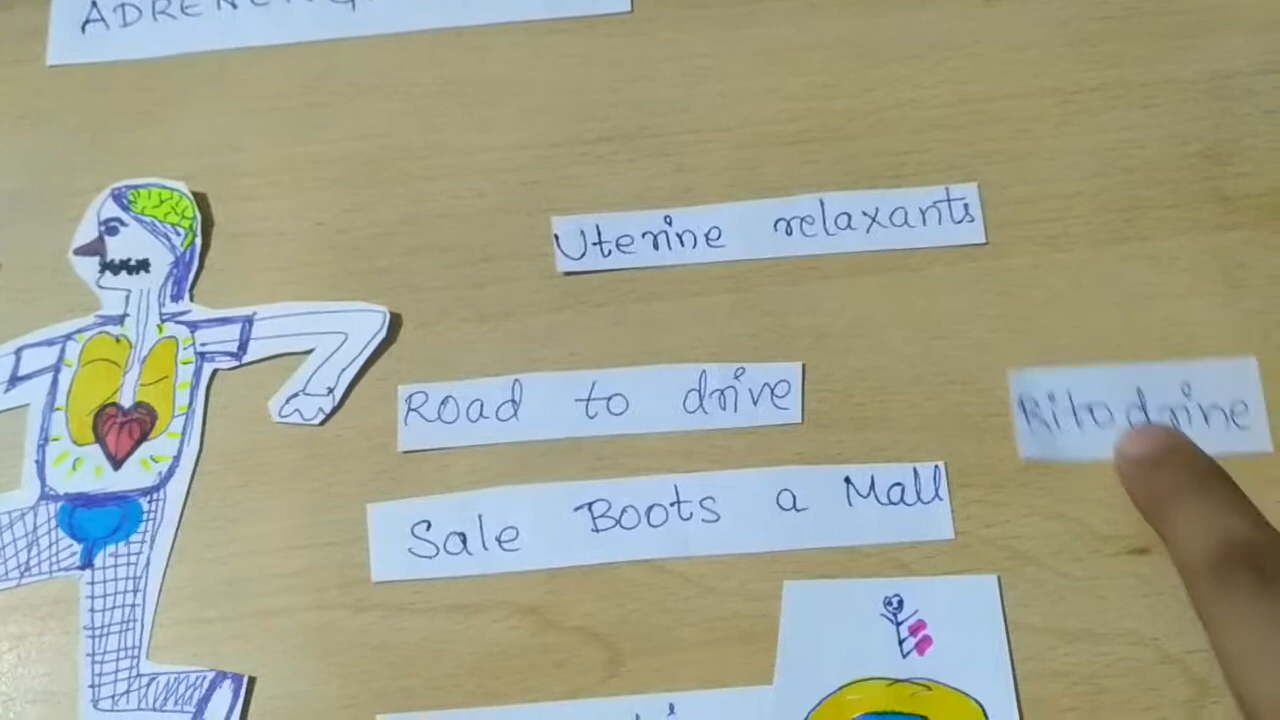 Uterine relaxants
Road to drive
Ritodrine
Sale Boots a Mall